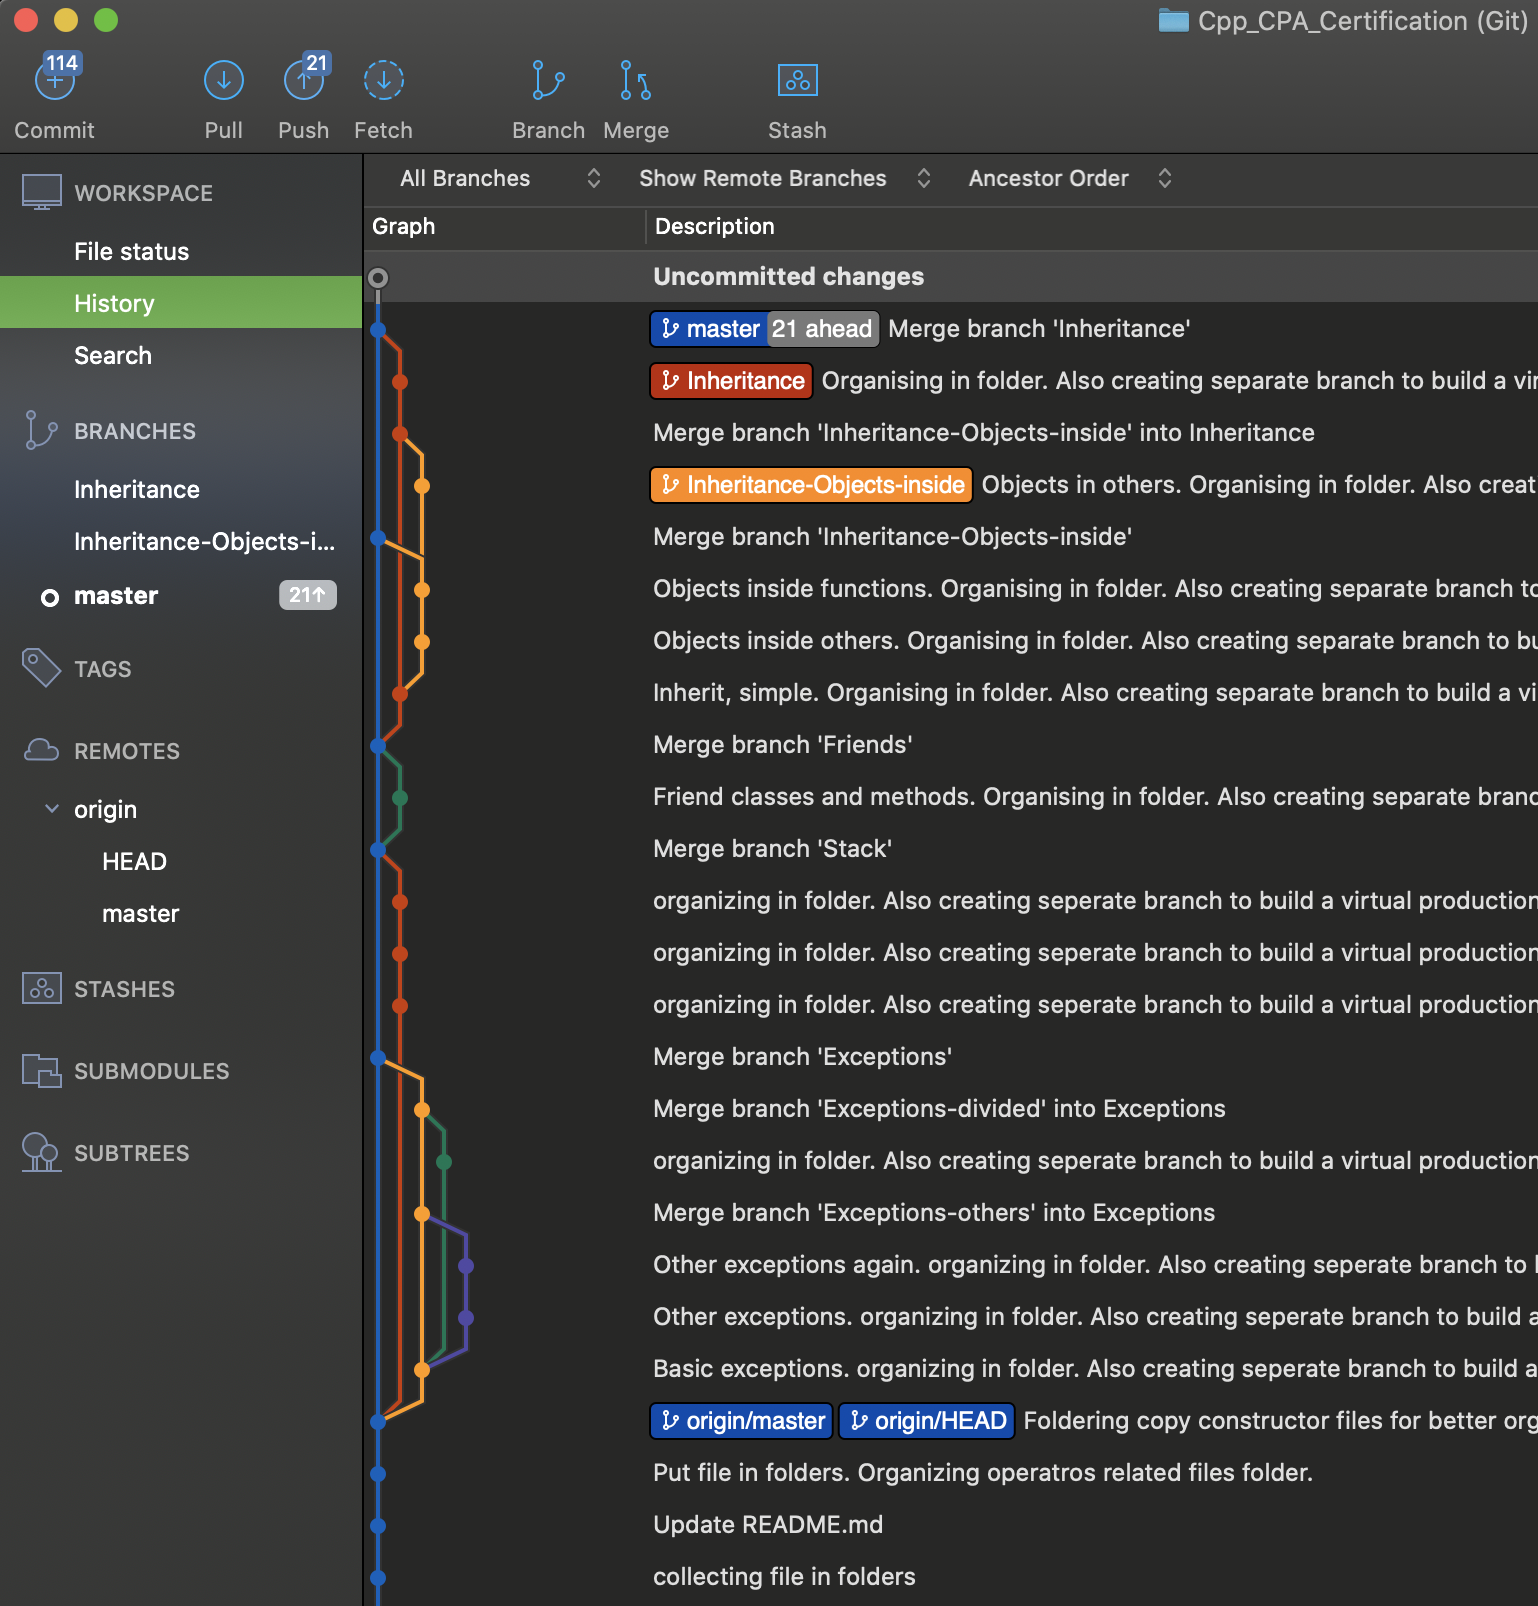 Cpp_CPA_Certification (Git)
114
21
Commit
Pull
Push
Fetch
Branch
Merge
Stash
WORKSPACE
File status
History
Search
BRANCHES
Inheritance
Inheritance-Objects-i...
master 21↑
TAGS
REMOTES
origin
HEAD
master
STASHES
SUBMODULES
SUBTREES
All Branches
Show Remote Branches
Ancestor Order
Graph
Description
Uncommitted changes
master 21 ahead Merge branch 'Inheritance'
Inheritance Organising in folder. Also creating separate branch to build a
Merge branch 'Inheritance-Objects-inside' into Inheritance
Inheritance-Objects-inside Objects in others. Organising in folder. Also
Merge branch 'Inheritance-Objects-inside'
Objects inside functions. Organising in folder. Also creating separate branch
Objects inside others. Organising in folder. Also creating separate branch to
Inherit, simple. Organising in folder. Also creating separate branch to build a
Merge branch 'Friends'
Friend classes and methods. Organising in folder. Also creating separate
Merge branch 'Stack'
organizing in folder. Also creating seperate branch to build a virtual production
organizing in folder. Also creating seperate branch to build a virtual production
organizing in folder. Also creating seperate branch to build a virtual production
Merge branch 'Exceptions'
Merge branch 'Exceptions-divided' into Exceptions
organizing in folder. Also creating seperate branch to build a virtual production
Merge branch 'Exceptions-others' into Exceptions
Other exceptions again. organizing in folder. Also creating seperate branch to
Other exceptions. organizing in folder. Also creating seperate branch to build a
Basic exceptions. organizing in folder. Also creating seperate branch to build a
origin/master origin/HEAD Foldering copy constructor files for better
Put file in folders. Organizing operatros related files folder.
Update README.md
collecting file in folders